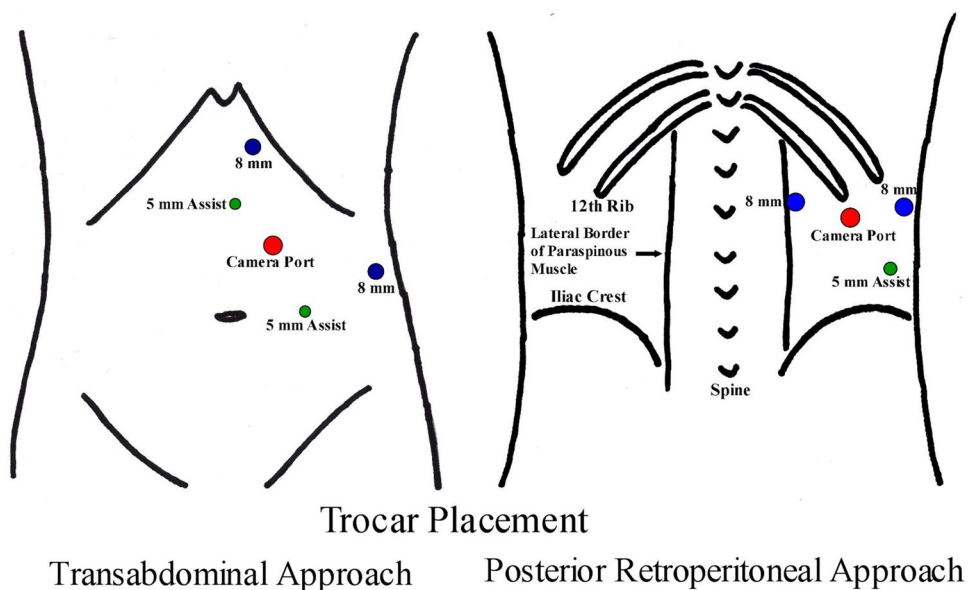 8 mm
5 mm Assist
Camera Port
8 mm
5 mm Assist
8 mm
12th Rib
8 mm
Lateral Border
of Paraspinous
Muscle
Camera Port
5 mm Assist
Iliac Crest
Spine
Trocar Placement
Transabdominal Approach
Posterior Retroperitoneal Approach